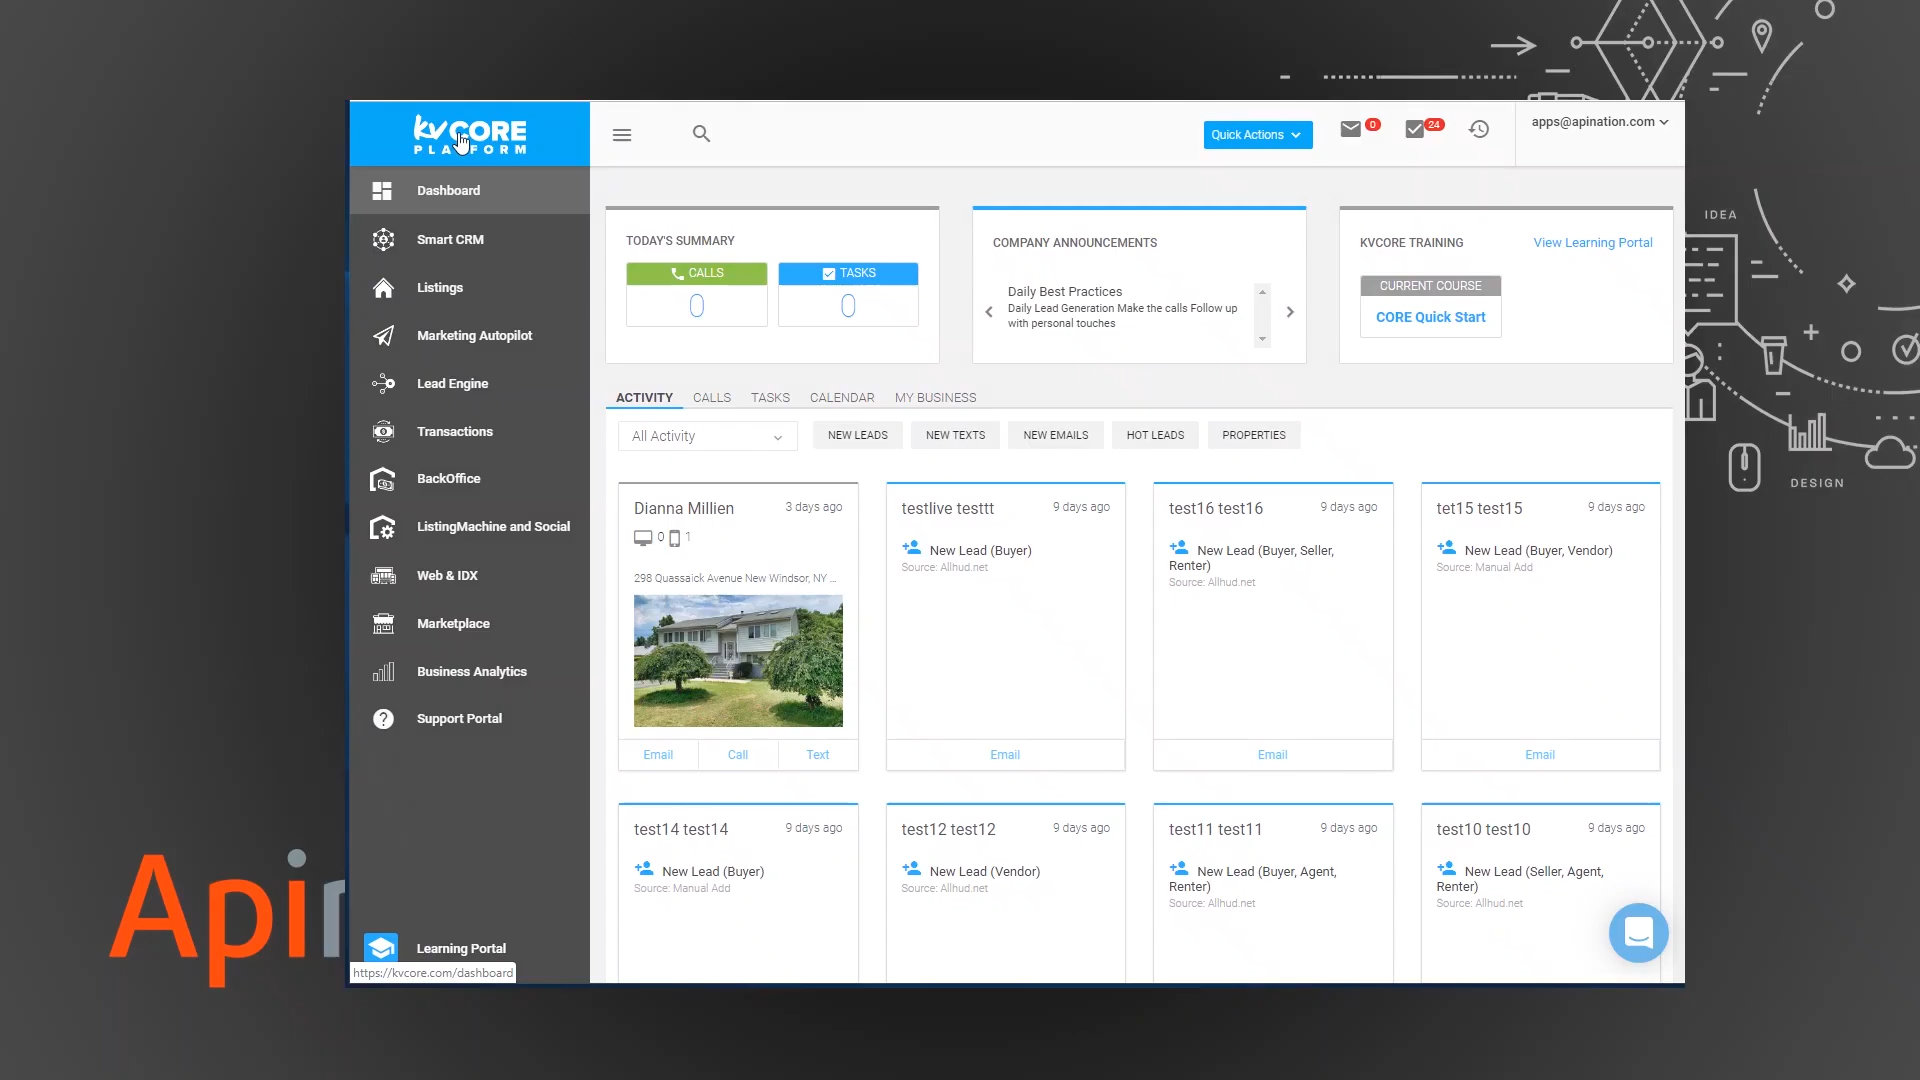 kvCORE
PLATFORM
Quick Actions
0
24
apps@apination.com
Dashboard
Smart CRM
Listings
Marketing Autopilot
Lead Engine
Transactions
BackOffice
ListingMachine and Social
Web & IDX
Marketplace
Business Analytics
Support Portal
Learning Portal
https://kvcore.com/dashboard
TODAY'S SUMMARY
CALLS
TASKS
0
0
COMPANY ANNOUNCEMENTS
Daily Best Practices
Daily Lead Generation Make the calls Follow up
with personal touches
KVCORE TRAINING
View Learning Portal
CURRENT COURSE
CORE Quick Start
ACTIVITY
CALLS
TASKS
CALENDAR
MY BUSINESS
All Activity
NEW LEADS
NEW TEXTS
NEW EMAILS
HOT LEADS
PROPERTIES
Dianna Millien
3 days ago
0
1
298 Quassaick Avenue New Windsor, NY ...
Email
Call
Text
testlive testtt
9 days ago
New Lead (Buyer)
Source: Allhud.net
Email
test16 test16
9 days ago
New Lead (Buyer, Seller,
Renter)
Source: Allhud.net
Email
tet15 test15
9 days ago
New Lead (Buyer, Vendor)
Source: Manual Add
Email
test14 test14
9 days ago
New Lead (Buyer)
Source: Manual Add
test12 test12
9 days ago
New Lead (Vendor)
Source: Allhud.net
test11 test11
9 days ago
New Lead (Buyer, Agent,
Renter)
Source: Allhud.net
test10 test10
9 days ago
New Lead (Seller, Agent,
Renter)
Source: Allhud.net
IDEA
DESIGN
Api